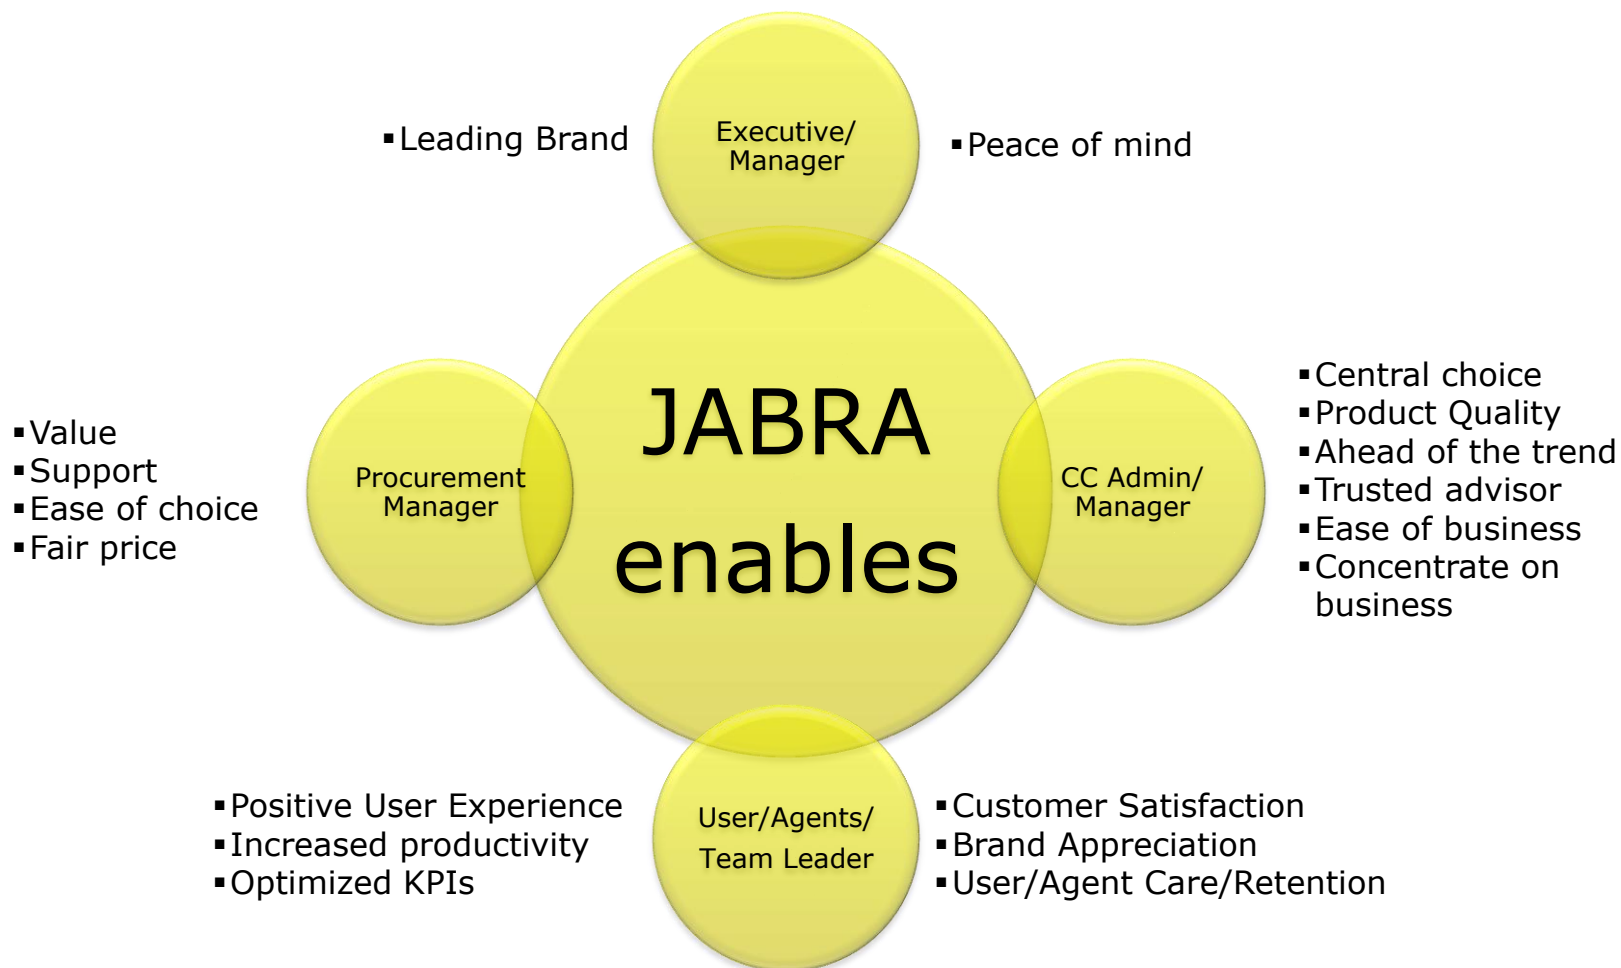 ▪Leading Brand
Executive/
Manager
▪Peace of mind
JABRA
enables
▪Value
▪Support
▪Ease of choice
▪Fair price
Procurement
Manager
CC Admin/
Manager
▪Central choice
▪Product Quality
▪Ahead of the trend
▪Trusted advisor
▪Ease of business
▪Concentrate on
business
▪Positive User Experience
▪Increased productivity
▪Optimized KPIs
User/Agents/
Team Leader
▪Customer Satisfaction
▪Brand Appreciation
▪User/Agent Care/Retention